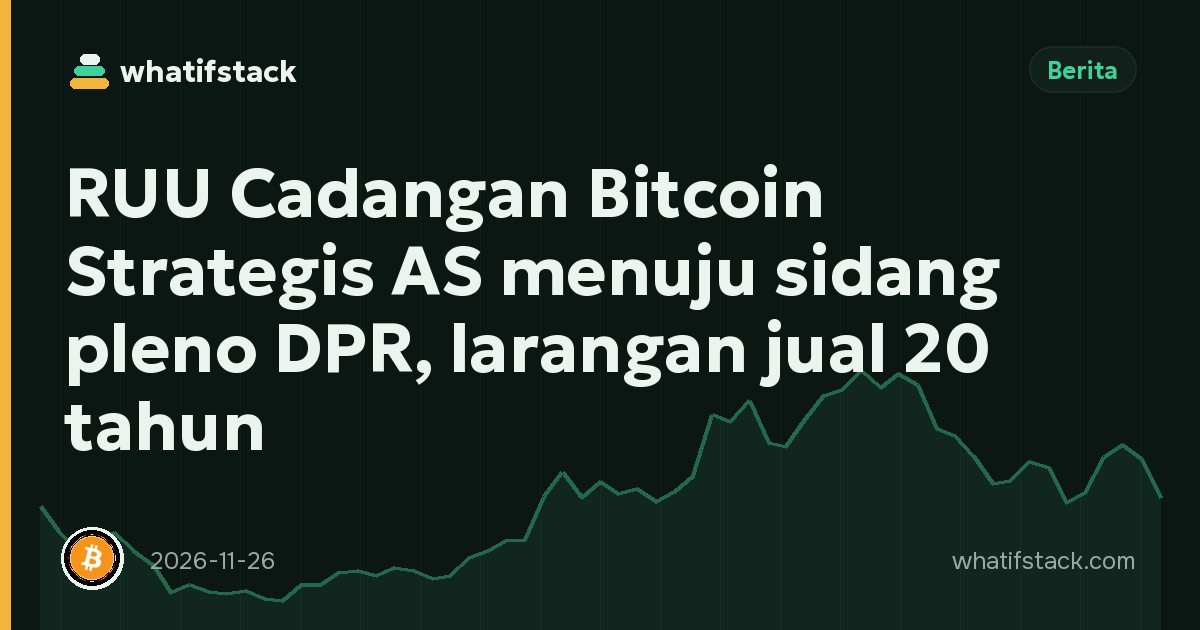 whatifstack
Berita
RUU Cadangan Bitcoin
Strategis AS menuju sidang
pleno DPR, larangan jual 20
tahun
2026-11-26
whatifstack.com